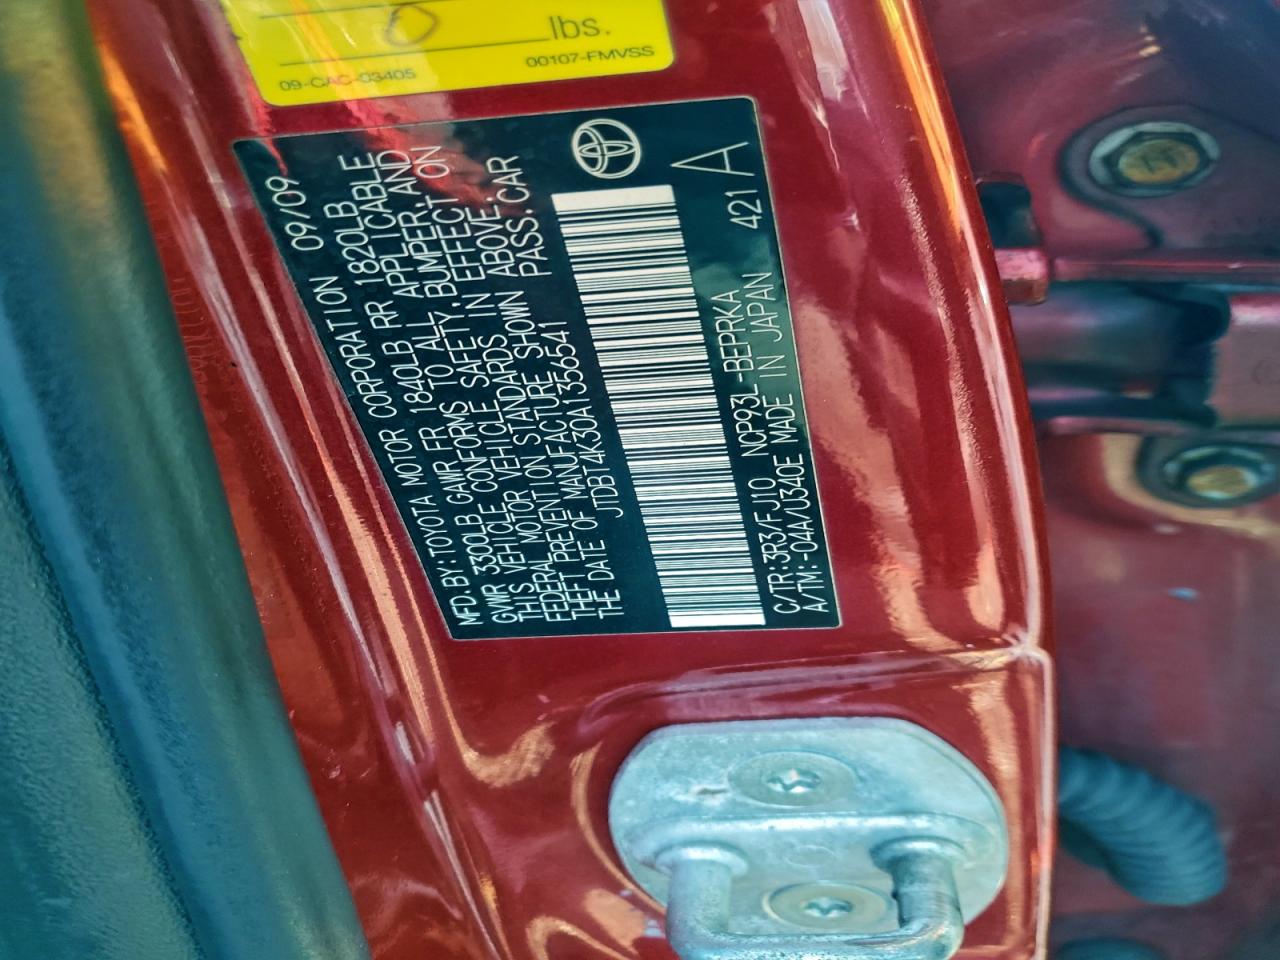 0 lbs.
09-CAC-03405 00107-FMVSS
MFD.BY:TOYOTA MOTOR CORPORATION 09/09
GVWR 3300LB GAWR FR 1840LB RR 1820LB
THIS VEHICLE CONFORMS TO ALL APPLICABLE
FEDERAL MOTOR VEHICLE SAFETY,BUMPER,AND
THEFT PREVENTION STANDARDS IN EFFECT ON
THE DATE OF MANUFACTURE SHOWN ABOVE.
JTDBT4K30A1356541 PASS.CAR
C/TR:3R3/FJ10 NCP93L-BEPRKA 421
A/TM:-04A/U340E MADE IN JAPAN A